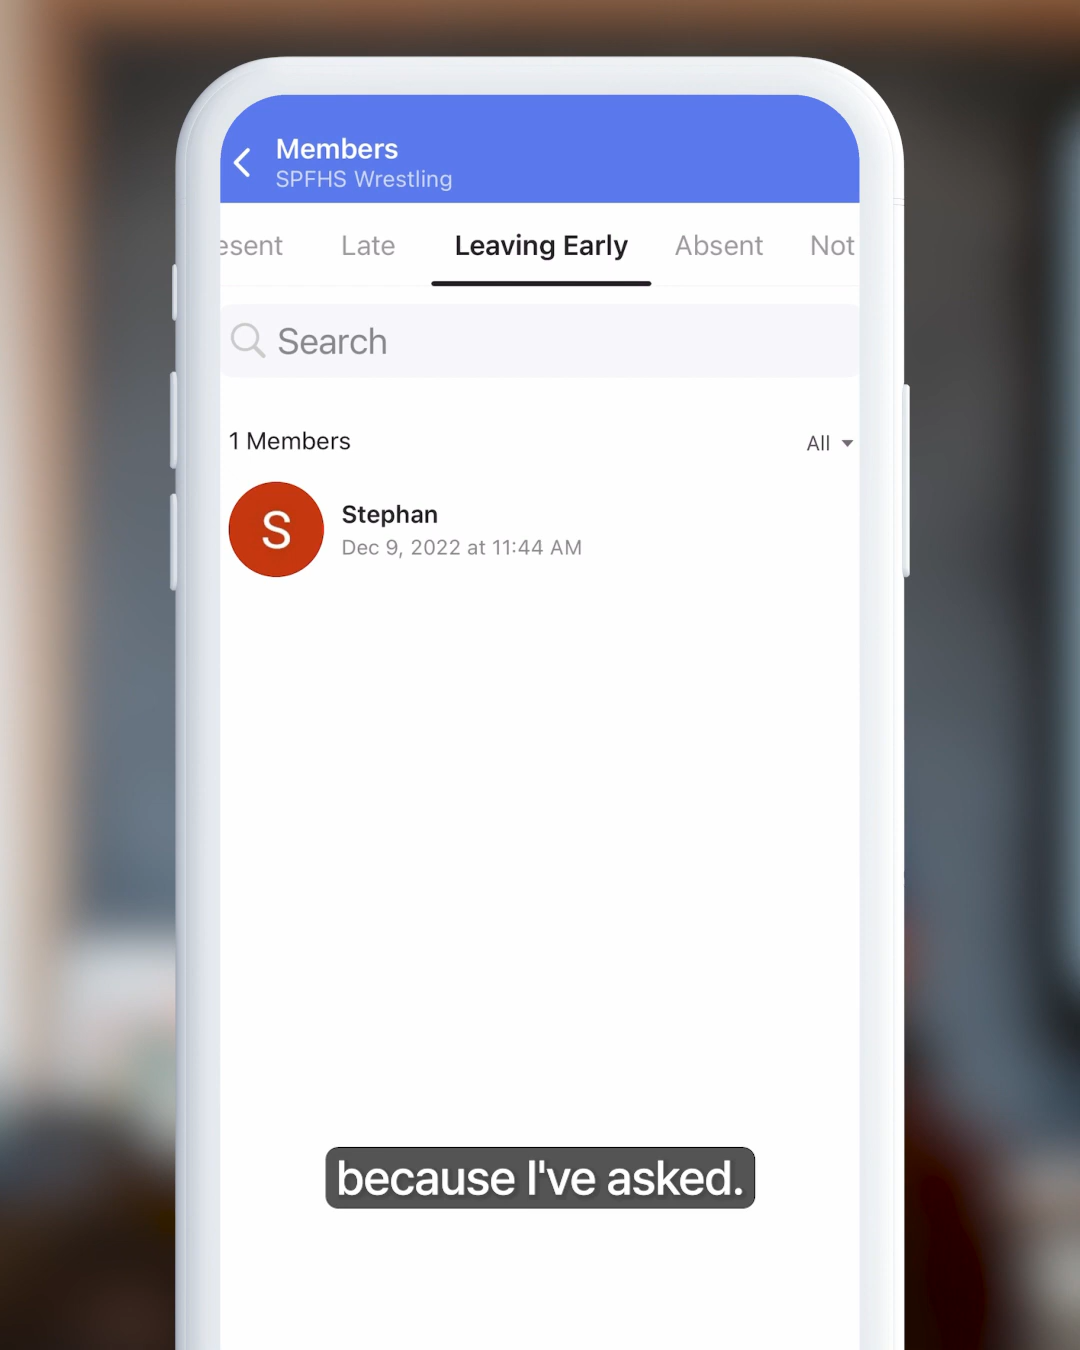 Members
SPFHS Wrestling
esent Late Leaving Early Absent Not
Search
1 Members All
S
Stephan
Dec 9, 2022 at 11:44 AM
because I've asked.